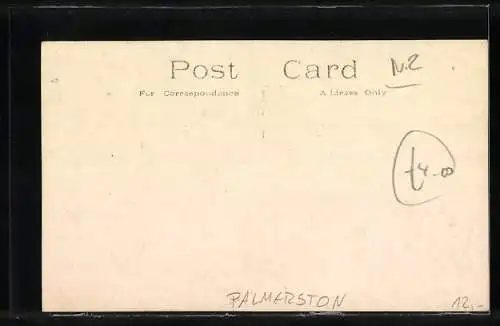 Post Card N.Z
For Correspondence Address Only
£4-00
PALMERSTON
12,-